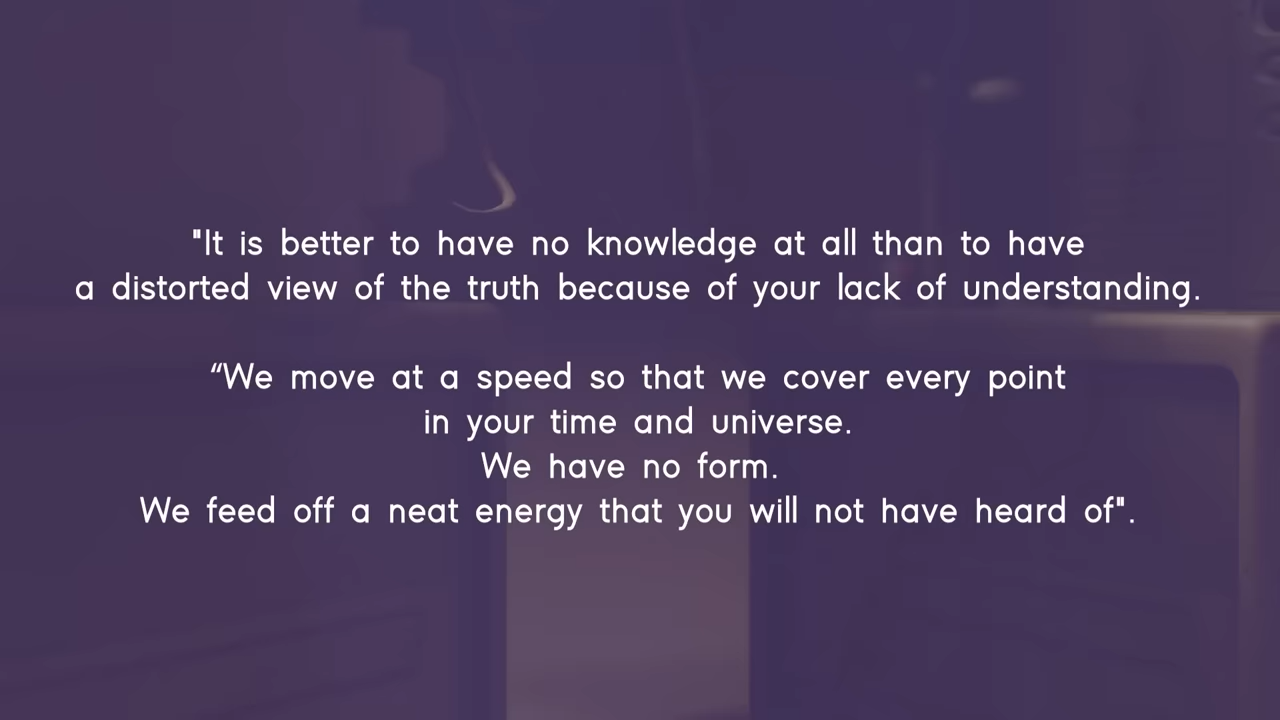 "It is better to have no knowledge at all than to have
a distorted view of the truth because of your lack of understanding.
“We move at a speed so that we cover every point
in your time and universe.
We have no form.
We feed off a neat energy that you will not have heard of".